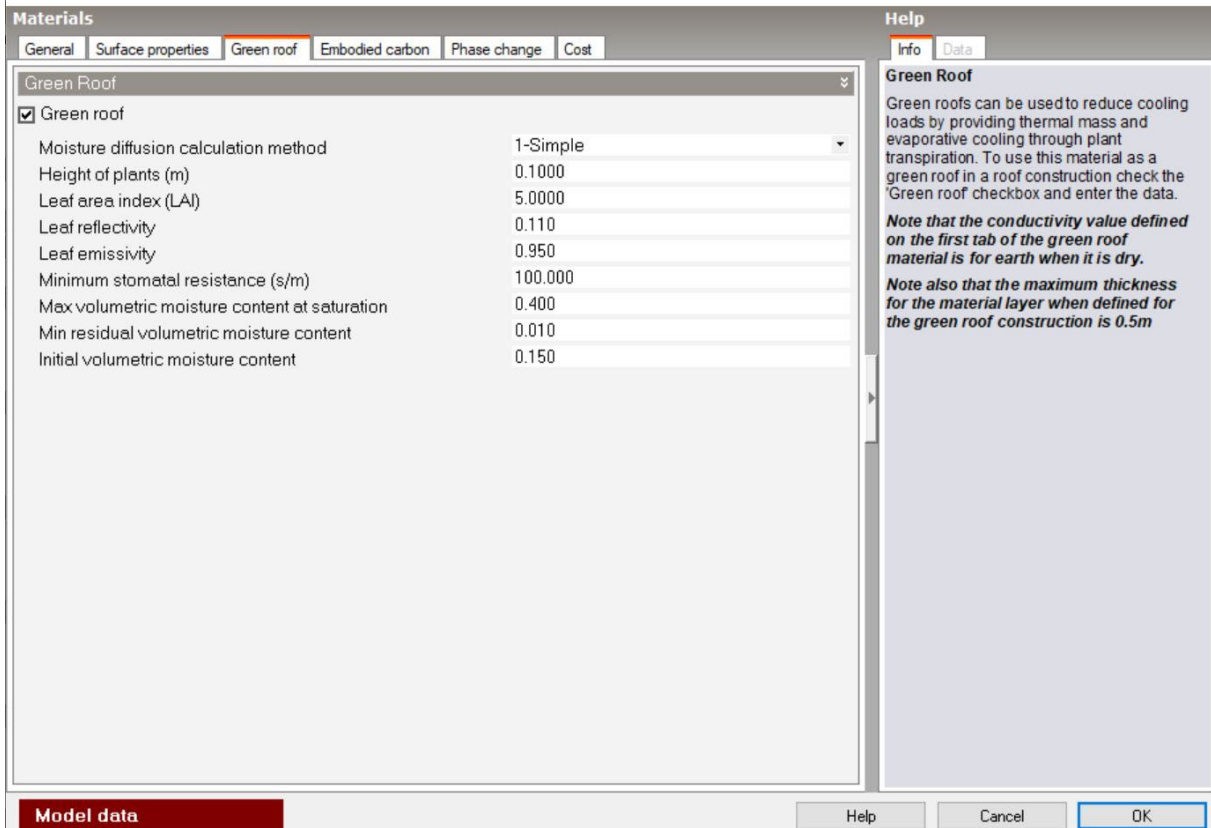 Materials
General
Surface properties
Green roof
Embodied carbon
Phase change
Cost
Green Roof
Green roof
Moisture diffusion calculation method 1-Simple
Height of plants (m) 0.1000
Leaf area index (LAI) 5.0000
Leaf reflectivity 0.110
Leaf emissivity 0.950
Minimum stomatal resistance (s/m) 100.000
Max volumetric moisture content at saturation 0.400
Min residual volumetric moisture content 0.010
Initial volumetric moisture content 0.150
Help
Info
Data
Green Roof
Green roofs can be used to reduce cooling
loads by providing thermal mass and
evaporative cooling through plant
transpiration. To use this material as a
green roof in a roof construction check the
'Green roof' checkbox and enter the data.
Note that the conductivity value defined
on the first tab of the green roof
material is for earth when it is dry.
Note also that the maximum thickness
for the material layer when defined for
the green roof construction is 0.5m
Model data
Help
Cancel
OK